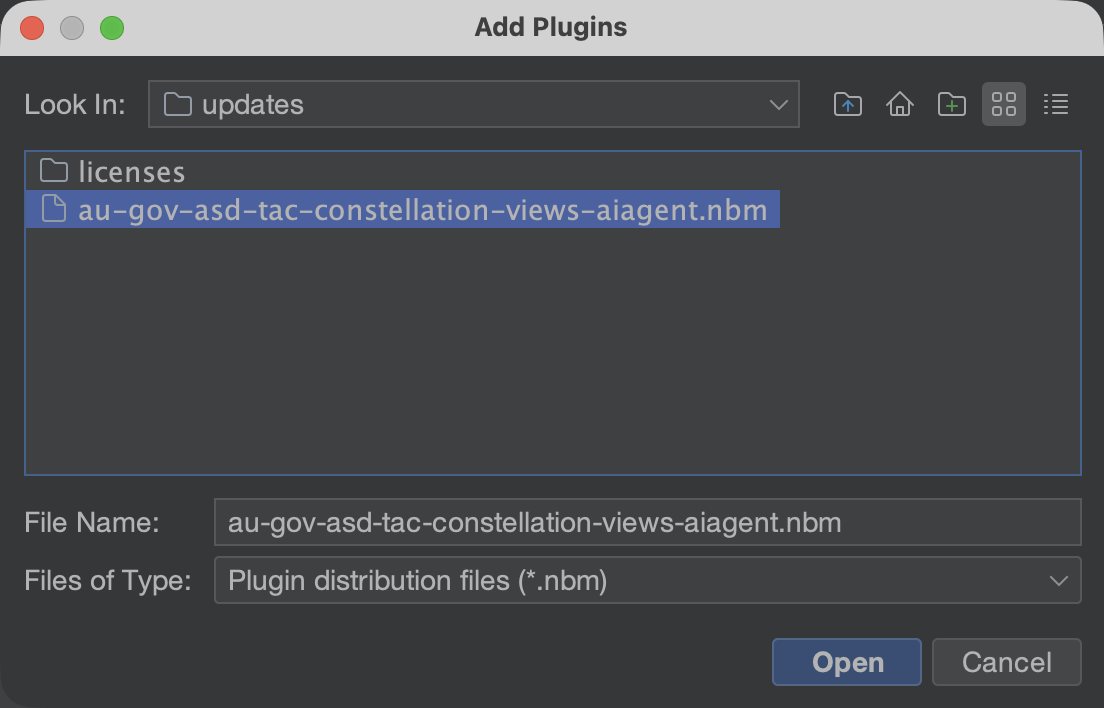 Add Plugins
Look In:
updates
licenses
au-gov-asd-tac-constellation-views-aiagent.nbm
File Name:
au-gov-asd-tac-constellation-views-aiagent.nbm
Files of Type:
Plugin distribution files (*.nbm)
Open
Cancel